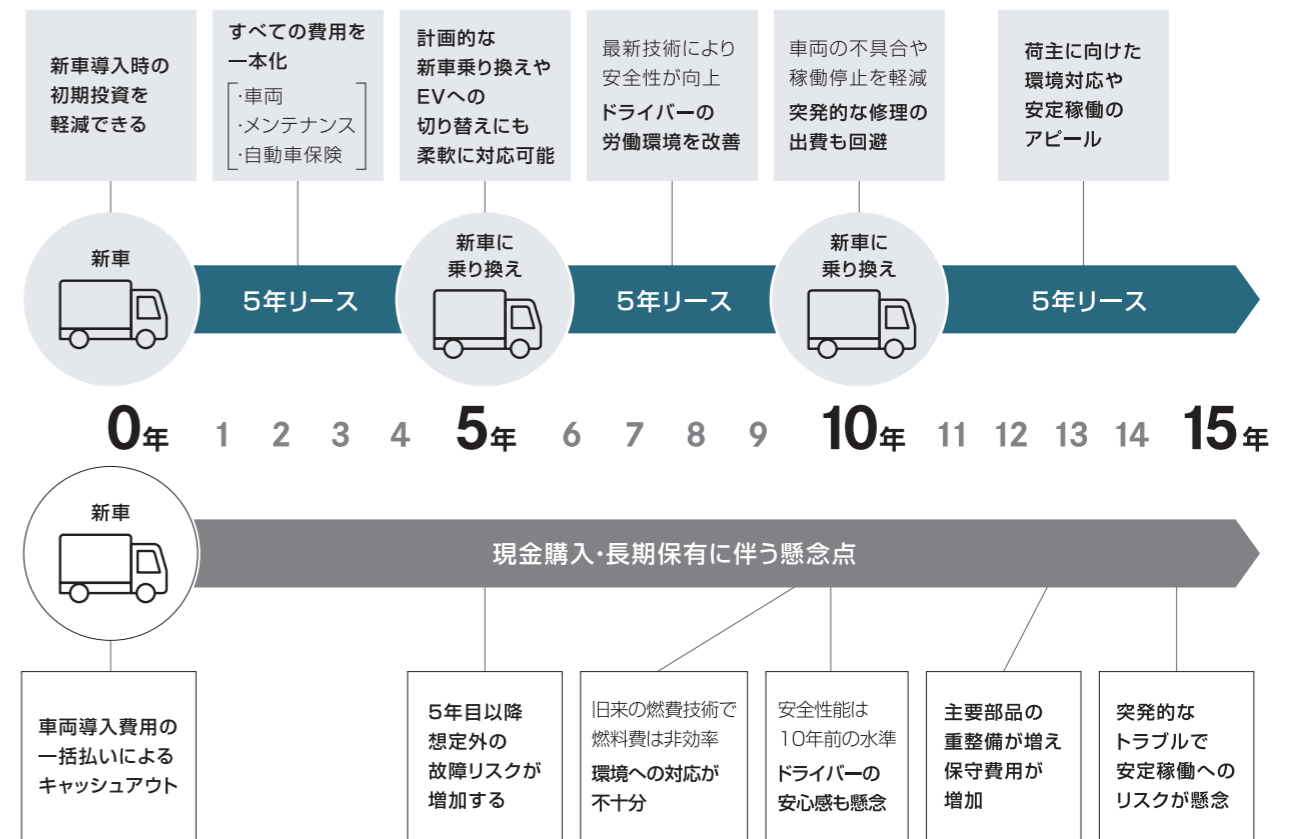 新車導入時の
初期投資を
軽減できる
すべての費用を
一本化
・車両
・メンテナンス
・自動車保険
計画的な
新車乗り換えや
EVへの
切り替えにも
柔軟に対応可能
最新技術により
安全性が向上
ドライバーの
労働環境を改善
車両の不具合や
稼働停止を軽減
突発的な修理の
出費も回避
荷主に向けた
環境対応や
安定稼働の
アピール
新車
5年リース
新車に
乗り換え
5年リース
新車に
乗り換え
5年リース
0年 1 2 3 4 5年 6 7 8 9 10年 11 12 13 14 15年
新車
現金購入・長期保有に伴う懸念点
車両導入費用の
一括払いによる
キャッシュアウト
5年目以降
想定外の
故障リスクが
増加する
旧来の燃費技術で
燃料費は非効率
環境への対応が
不十分
安全性能は
10年前の水準
ドライバーの
安心感も懸念
主要部品の
重整備が増え
保守費用が
増加
突発的な
トラブルで
安定稼働への
リスクが懸念